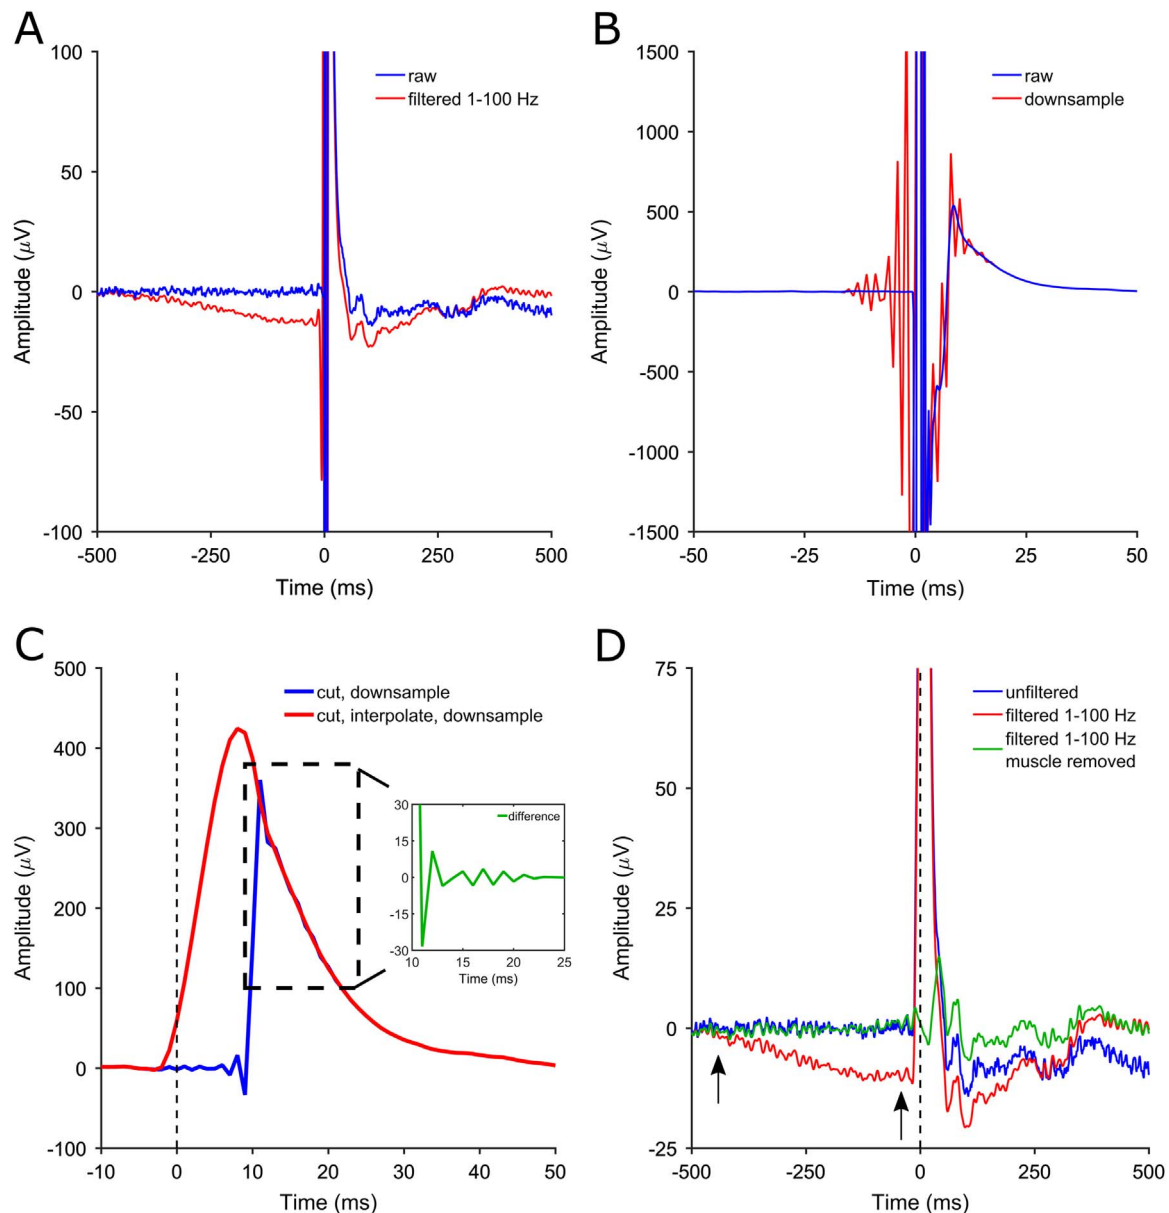 A
100
50
0
-50
-100
Amplitude (μV)
-500
-250
0
250
500
Time (ms)
raw
filtered 1-100 Hz
B
1500
1000
500
0
-500
-1000
-1500
Amplitude (μV)
-50
-25
0
25
50
Time (ms)
raw
downsample
C
500
400
300
200
100
0
-100
Amplitude (μV)
-10
0
10
20
30
40
50
Time (ms)
cut, downsample
cut, interpolate, downsample
30
15
0
-15
-30
10
15
20
25
Time (ms)
difference
D
75
50
25
0
-25
Amplitude (μV)
-500
-250
0
250
500
Time (ms)
unfiltered
filtered 1-100 Hz
filtered 1-100 Hz
muscle removed